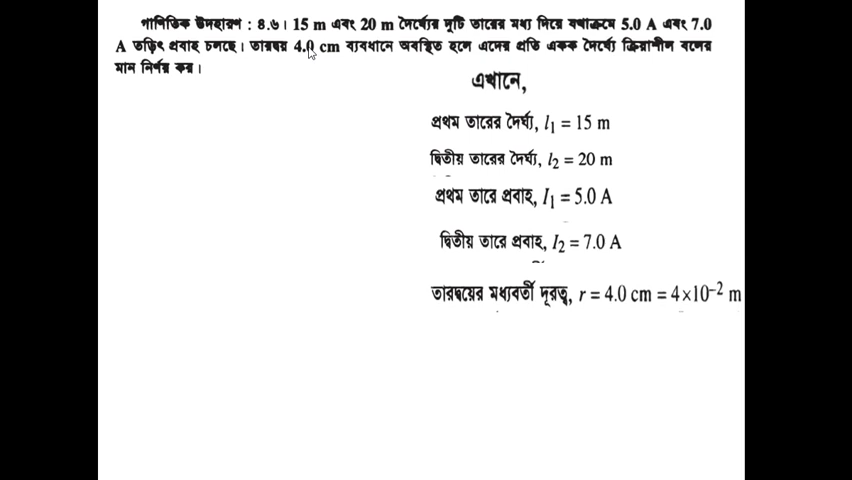 গাণিতিক উদহারণ : ৪.৬। 15 m এবং 20 m দৈর্ঘ্যের দুটি তারের মধ্য দিয়ে যথাক্রমে 5.0 A এবং 7.0
A তড়িৎ প্রবাহ চলছে। তারদ্বয় 4.0 cm ব্যবধানে অবস্থিত হলে এদের প্রতি একক দৈর্ঘ্যে ক্রিয়াশীল বলের
মান নির্ণয় কর।
এখানে,
প্রথম তারের দৈর্ঘ্য, l₁ = 15 m
দ্বিতীয় তারের দৈর্ঘ্য, l₂ = 20 m
প্রথম তারে প্রবাহ, I₁ = 5.0 A
দ্বিতীয় তারে প্রবাহ, I₂ = 7.0 A
তারদ্বয়ের মধ্যবর্তী দূরত্ব, r = 4.0 cm = 4×10⁻² m